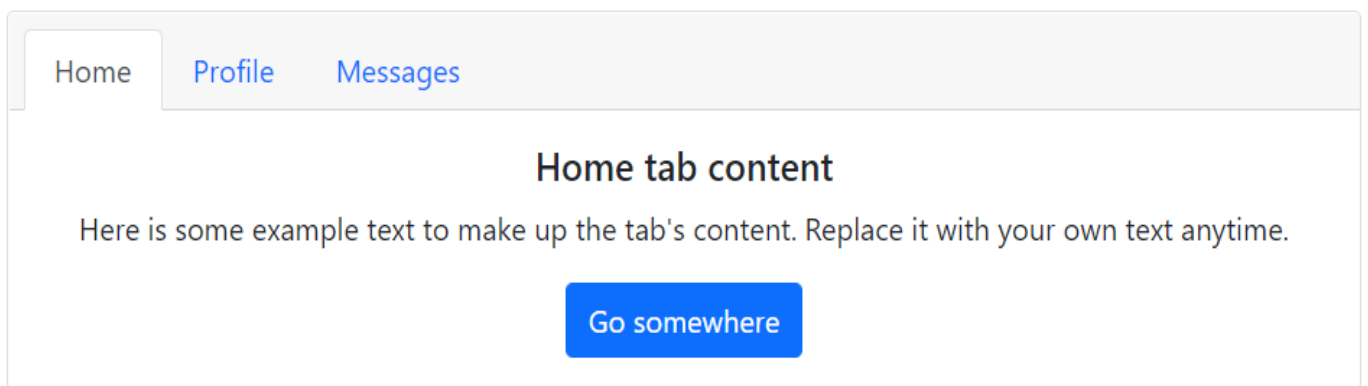 Home Profile Messages
Home tab content
Here is some example text to make up the tab's content. Replace it with your own text anytime.
Go somewhere